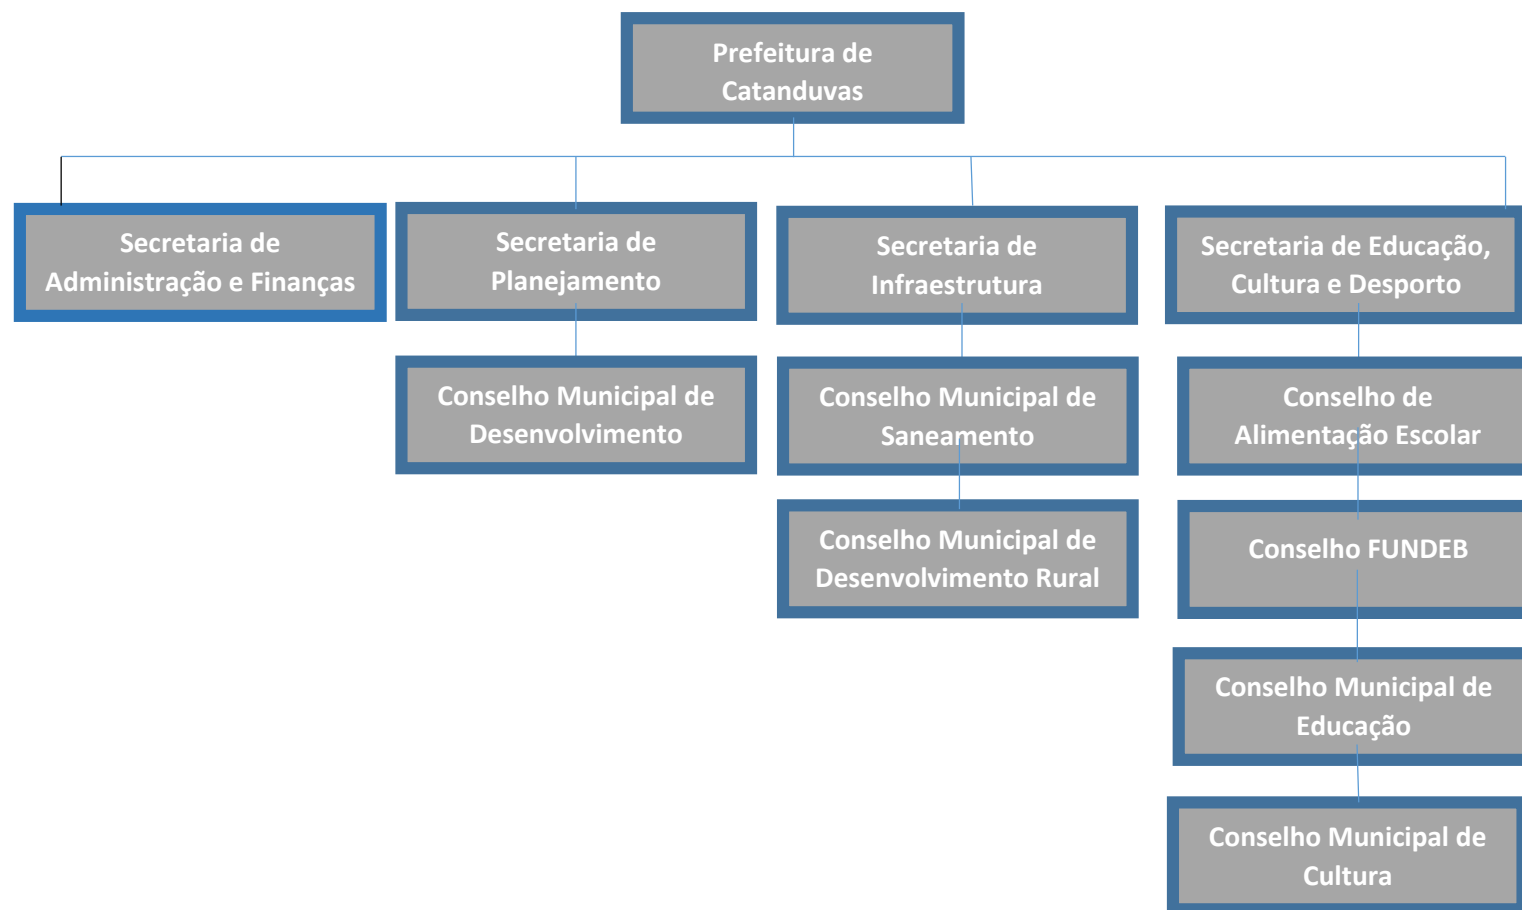 Prefeitura de
Catanduvas
Secretaria de
Administração e Finanças
Secretaria de
Planejamento
Secretaria de
Infraestrutura
Secretaria de Educação,
Cultura e Desporto
Conselho Municipal de
Desenvolvimento
Conselho Municipal de
Saneamento
Conselho de
Alimentação Escolar
Conselho Municipal de
Desenvolvimento Rural
Conselho FUNDEB
Conselho Municipal de
Educação
Conselho Municipal de
Cultura